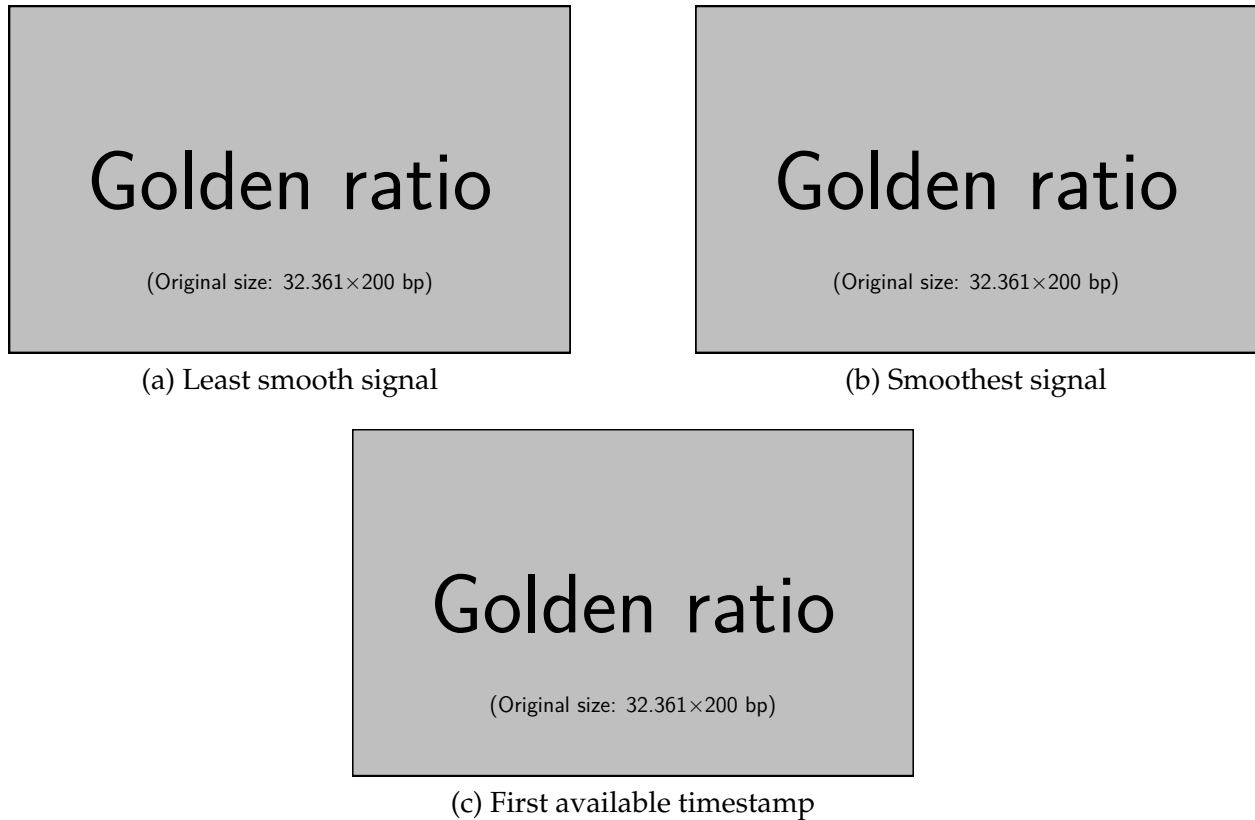 Golden ratio
(Original size: 32.361×200 bp)
(a) Least smooth signal
Golden ratio
(Original size: 32.361×200 bp)
(b) Smoothest signal
Golden ratio
(Original size: 32.361×200 bp)
(c) First available timestamp